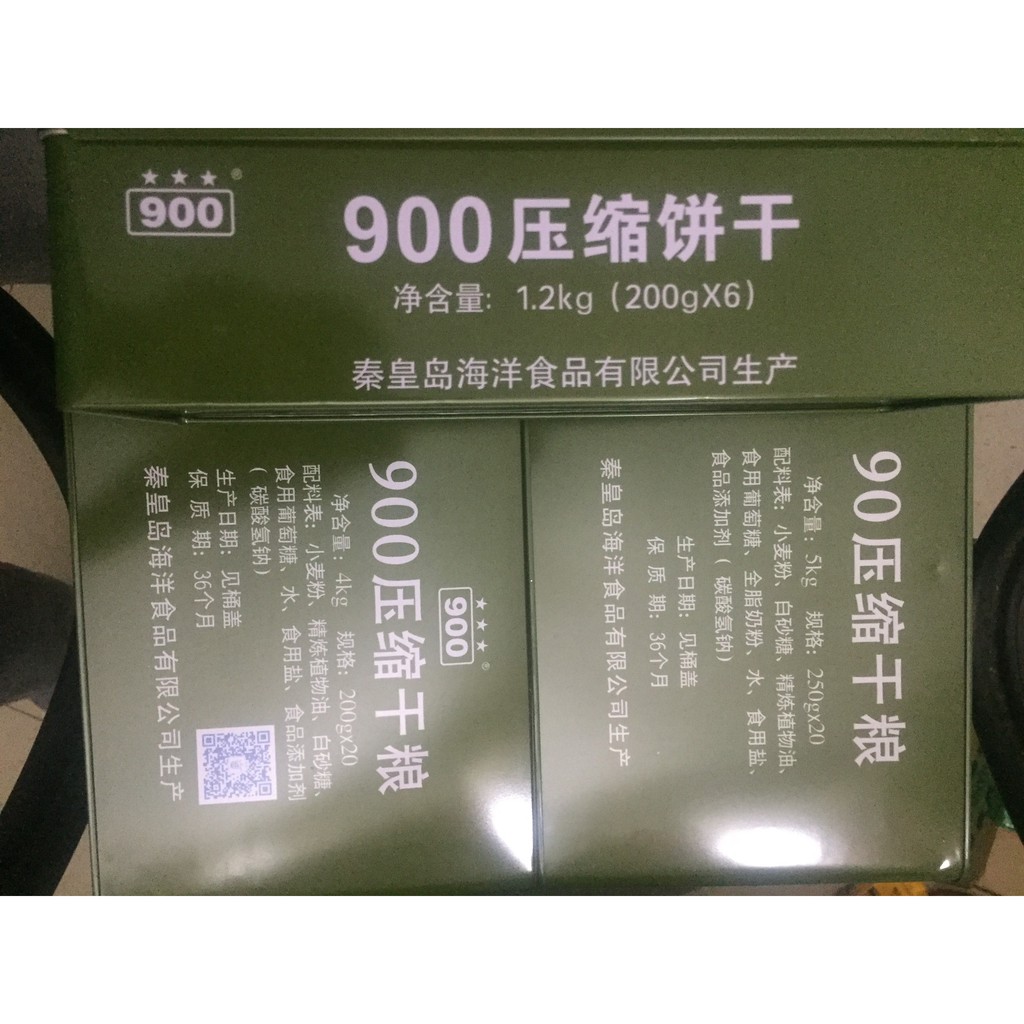 ★★★®
900
900压缩饼干
净含量: 1.2kg (200gX6)
秦皇岛海洋食品有限公司生产
★★★®
900
900压缩干粮
净含量: 4kg 规格: 200gx20
配料表: 小麦粉、精炼植物油、白砂糖、
食用葡萄糖、水、食用盐、食品添加剂
(碳酸氢钠)
生产日期: 见桶盖
保质期: 36个月
秦皇岛海洋食品有限公司生产
90压缩干粮
净含量: 5kg 规格: 250gx20
配料表: 小麦粉、白砂糖、精炼植物油、
食用葡萄糖、全脂奶粉、水、食用盐、
食品添加剂 (碳酸氢钠)
生产日期: 见桶盖
保质期: 36个月
秦皇岛海洋食品有限公司生产